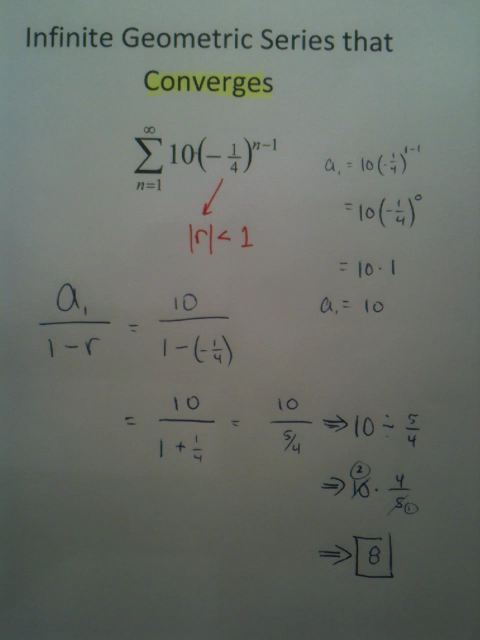 Infinite Geometric Series that
Converges
∞
∑ 10(-1/4)^(n-1)
n=1
|r| < 1
a₁ = 10(-1/4)^(1-1)
= 10(-1/4)^0
= 10 · 1
a₁ = 10
a₁/(1-r) = 10/(1-(-1/4))
= 10/(1+1/4) = 10/(5/4) ⇒ 10 ÷ 5/4
⇒ 10 ② · 4/5 ①
⇒ 8